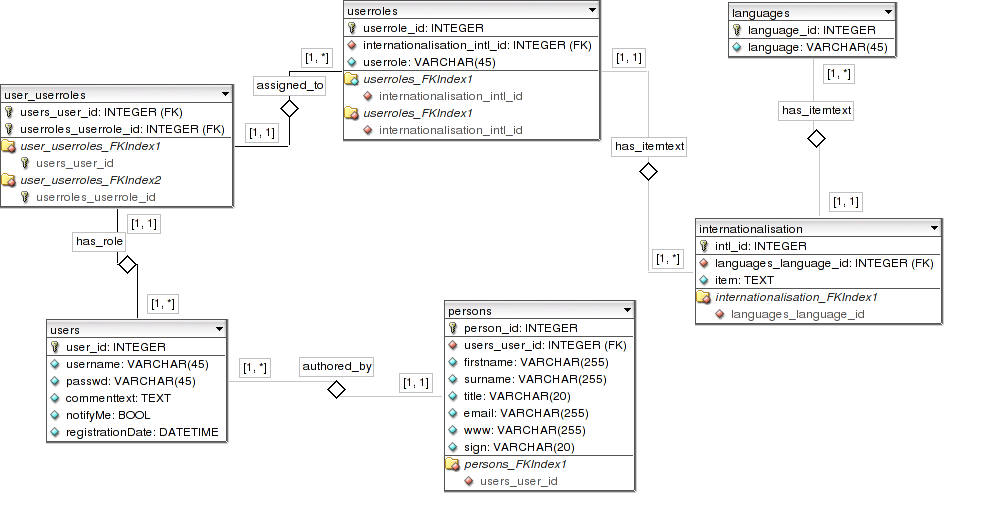 userroles
userrole_id: INTEGER
internationalisation_intl_id: INTEGER (FK)
userrole: VARCHAR(45)
userroles_FKIndex1
internationalisation_intl_id
userroles_FKIndex1
internationalisation_intl_id
languages
language_id: INTEGER
language: VARCHAR(45)
[1, *]
assigned_to
[1, 1]
[1, 1]
has_itemtext
[1, *]
[1, *]
has_itemtext
[1, 1]
user_userroles
users_user_id: INTEGER (FK)
userroles_userrole_id: INTEGER (FK)
user_userroles_FKIndex1
users_user_id
user_userroles_FKIndex2
userroles_userrole_id
[1, 1]
has_role
[1, *]
internationalisation
intl_id: INTEGER
languages_language_id: INTEGER (FK)
item: TEXT
internationalisation_FKIndex1
languages_language_id
users
user_id: INTEGER
username: VARCHAR(45)
passwd: VARCHAR(45)
commenttext: TEXT
notifyMe: BOOL
registrationDate: DATETIME
[1, *]
authored_by
[1, 1]
persons
person_id: INTEGER
users_user_id: INTEGER (FK)
firstname: VARCHAR(255)
surname: VARCHAR(255)
title: VARCHAR(20)
email: VARCHAR(255)
www: VARCHAR(255)
sign: VARCHAR(20)
persons_FKIndex1
users_user_id